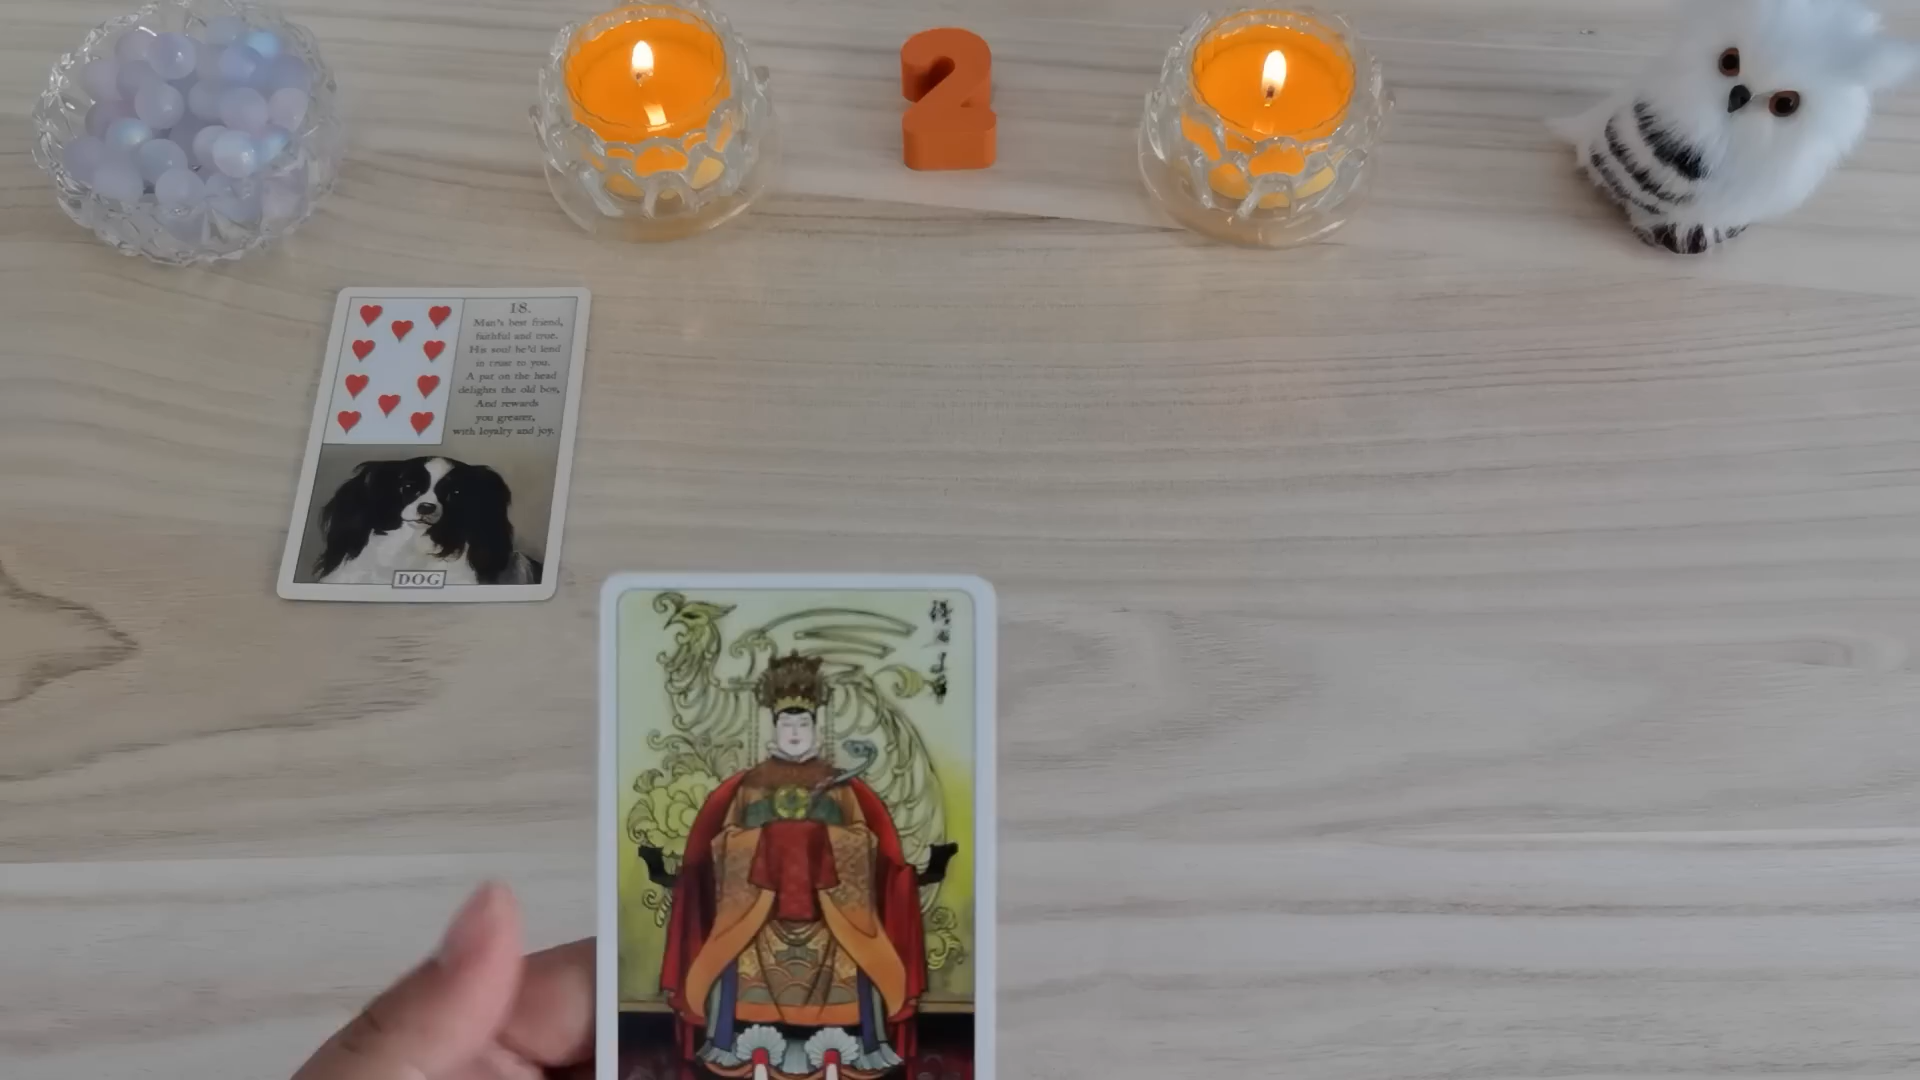 2
18.
Man's best friend,
faithful and true.
His soul he'd lend
in trust to you.
A pat on the head
delights the old boy,
And rewards
you greater,
with loyalty and joy.
DOG